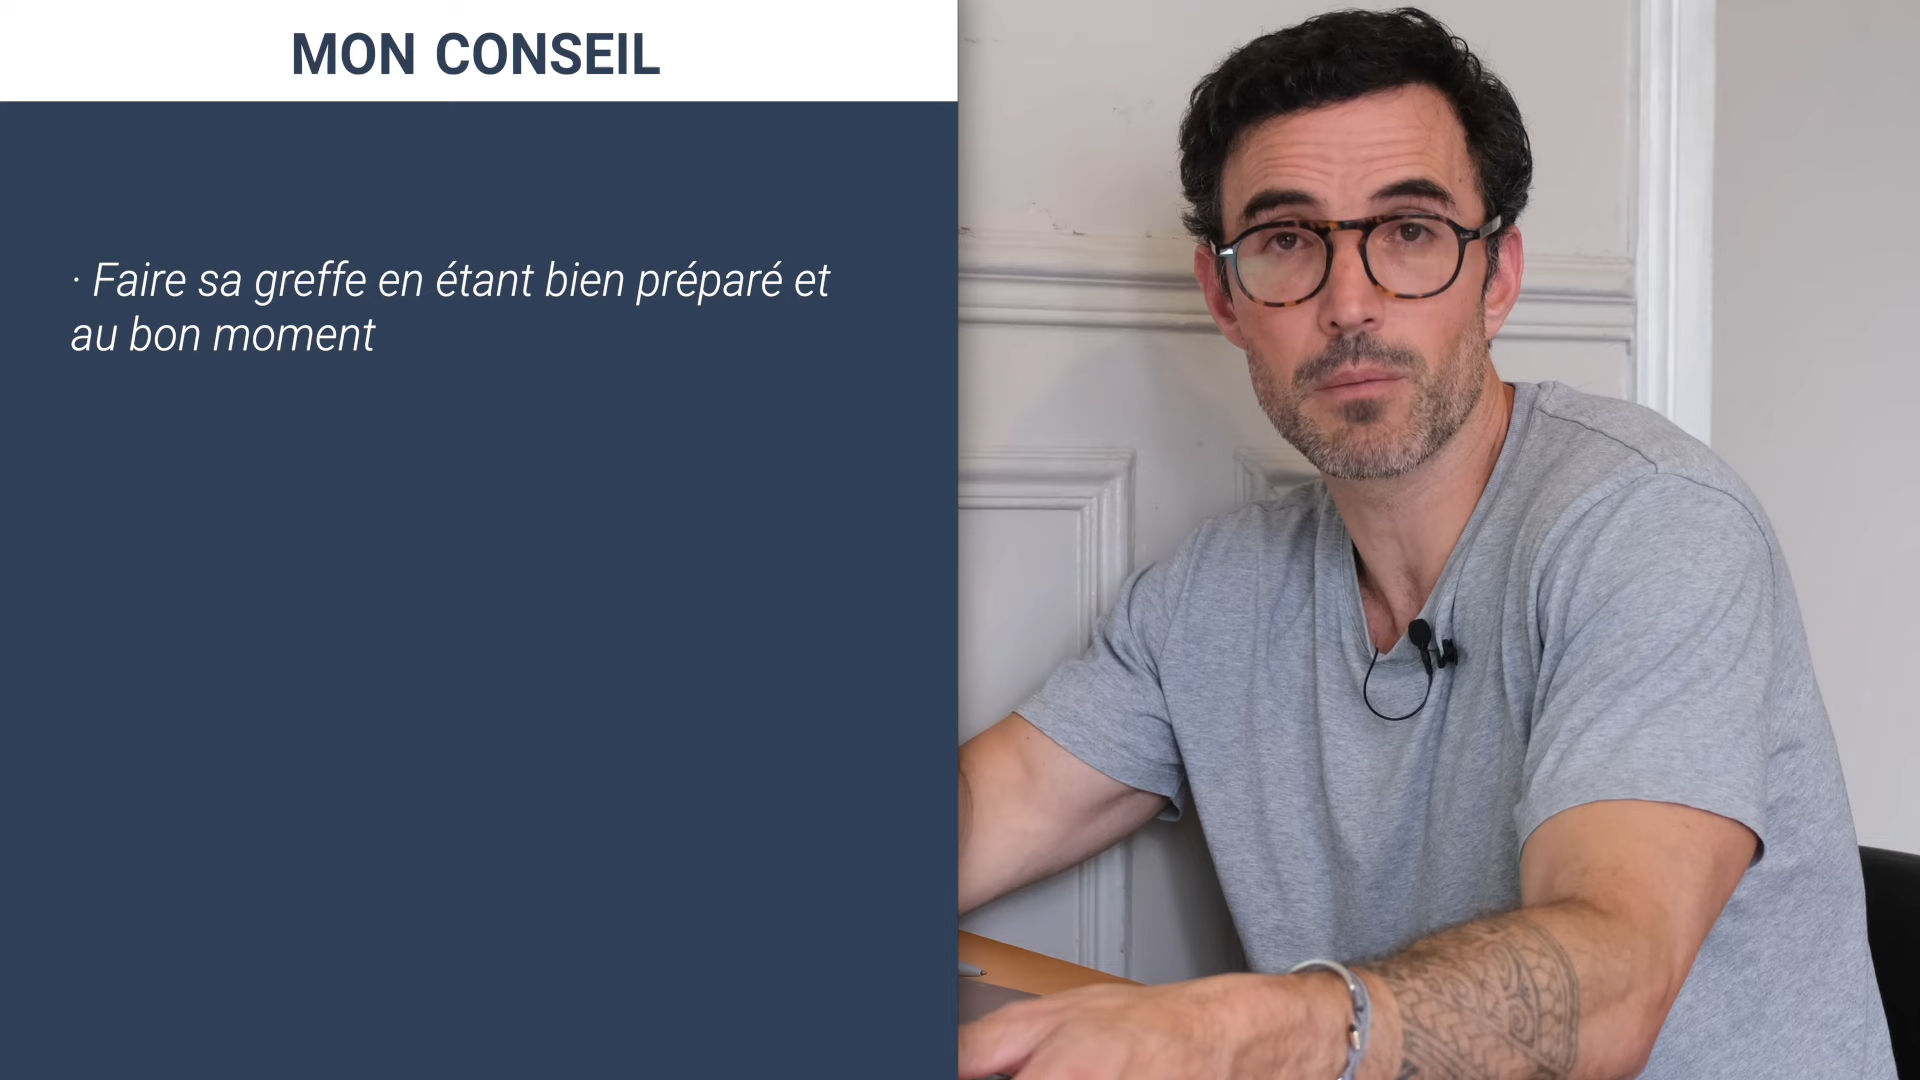 MON CONSEIL
· Faire sa greffe en étant bien préparé et
au bon moment